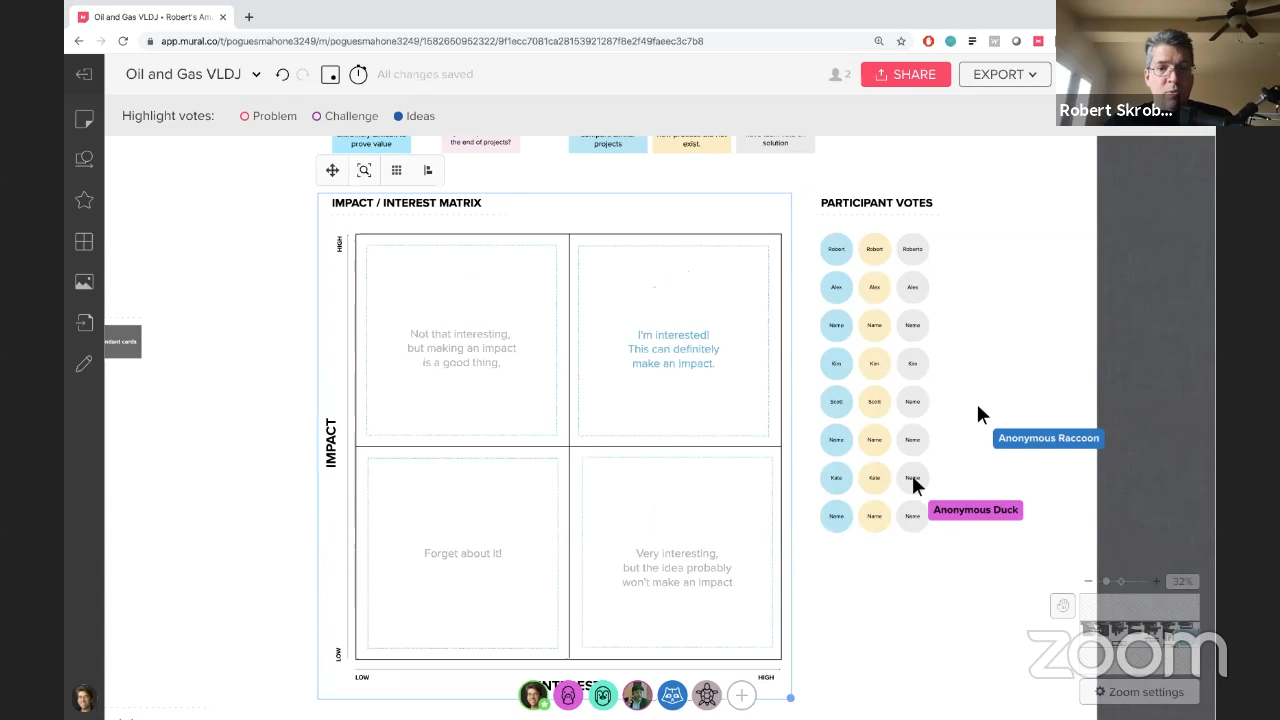 Oil and Gas VLDJ • Robert's Am
app.mural.co/t/poguesmahone3249/m/poguesmahone3249/1582650952322/9f1ecc7081ca28153921287f8e2f49faeec3c7b8
Oil and Gas VLDJ
All changes saved
2
SHARE
EXPORT
Robert Skrob...
Highlight votes:
Problem
Challenge
Ideas
prove value
the end of projects?
projects
exist.
solution
IMPACT / INTEREST MATRIX
PARTICIPANT VOTES
HIGH
Robert Robert Roberto
Alex Alex Alex
Name Name Name
Kim Kim Kim
Scott Scott Name
Name Name Name
Kate Kate Name
Name Name Name
Not that interesting,
but making an impact
is a good thing,
I'm interested!
This can definitely
make an impact.
ndant cards
IMPACT
Anonymous Raccoon
Anonymous Duck
Forget about it!
Very interesting,
but the idea probably
won't make an impact
32%
LOW
LOW
HIGH
zoom
Zoom settings